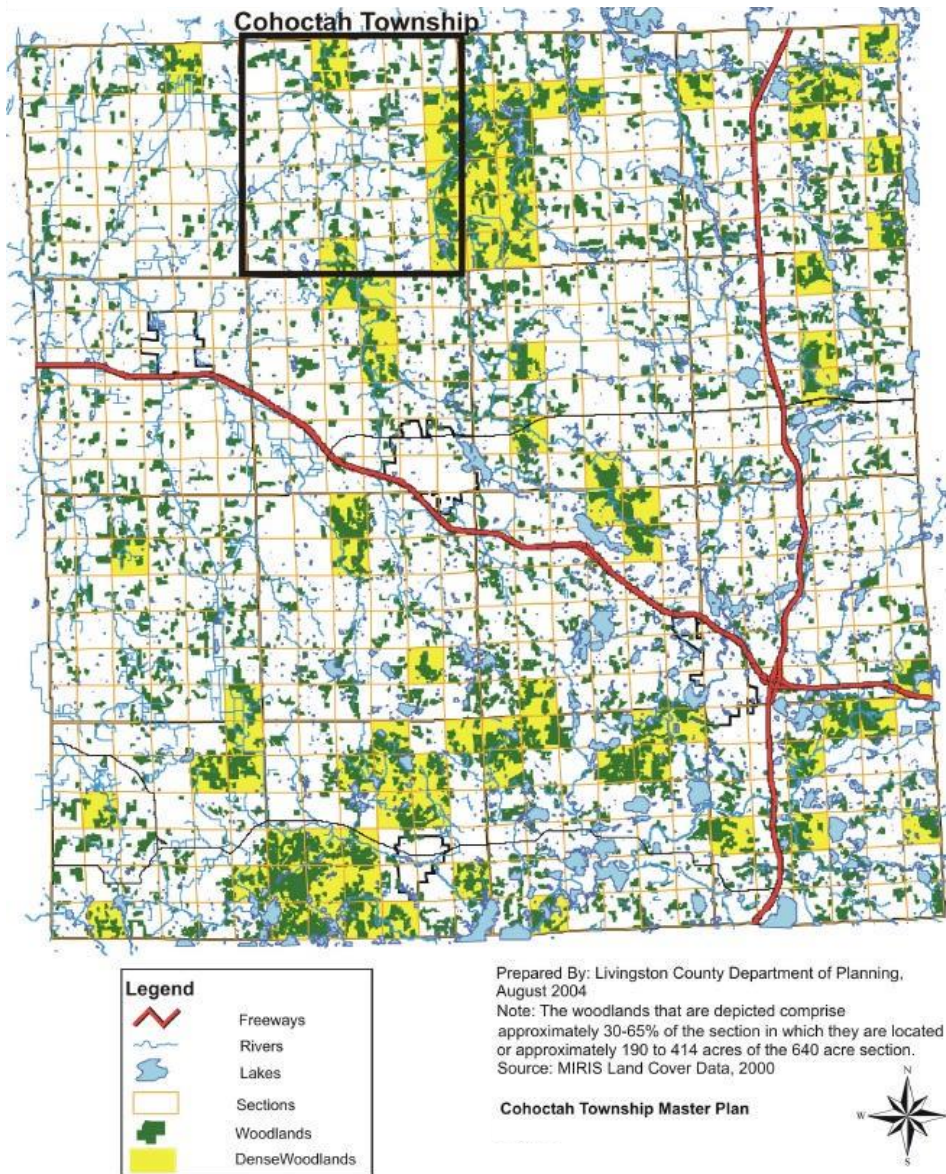 Cohoctah Township
Legend
Freeways
Rivers
Lakes
Sections
Woodlands
DenseWoodlands
Prepared By: Livingston County Department of Planning,
August 2004
Note: The woodlands that are depicted comprise
approximately 30-65% of the section in which they are located
or approximately 190 to 414 acres of the 640 acre section.
Source: MIRIS Land Cover Data, 2000
Cohoctah Township Master Plan
N
W
S